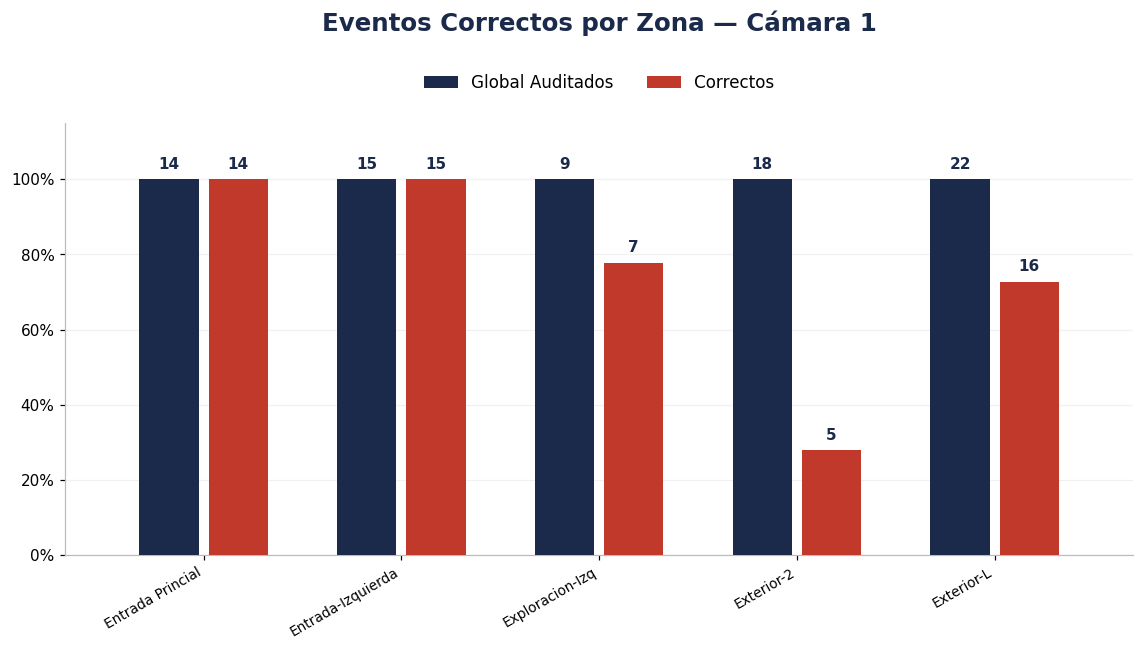 Eventos Correctos por Zona — Cámara 1
Global Auditados
Correctos
14
14
15
15
9
7
18
5
22
16
100%
80%
60%
40%
20%
0%
Entrada Princial
Entrada-Izquierda
Exploracion-Izq
Exterior-2
Exterior-L